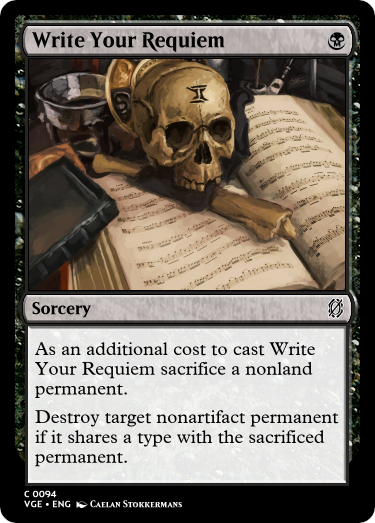 Write Your Requiem
Sorcery
As an additional cost to cast Write
Your Requiem sacrifice a nonland
permanent.
Destroy target nonartifact permanent
if it shares a type with the sacrificed
permanent.
C 0094
VGE • ENG Caelan Stokkermans